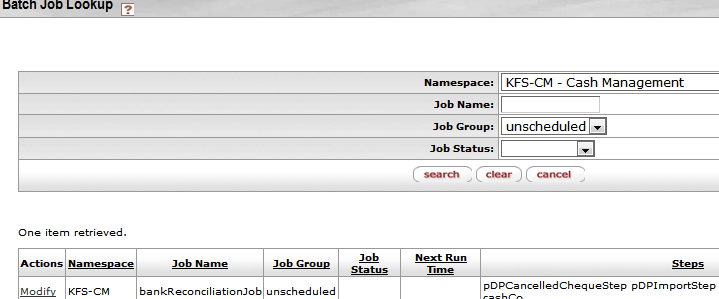 Batch Job Lookup ?
Namespace: KFS-CM - Cash Management
Job Name:
Job Group: unscheduled
Job Status:
search clear cancel
One item retrieved.
Actions Namespace Job Name Job Group Job Status Next Run Time Steps
Modify KFS-CM bankReconciliationJob unscheduled pDPCancelledChequeStep pDPImportStep
cashCo